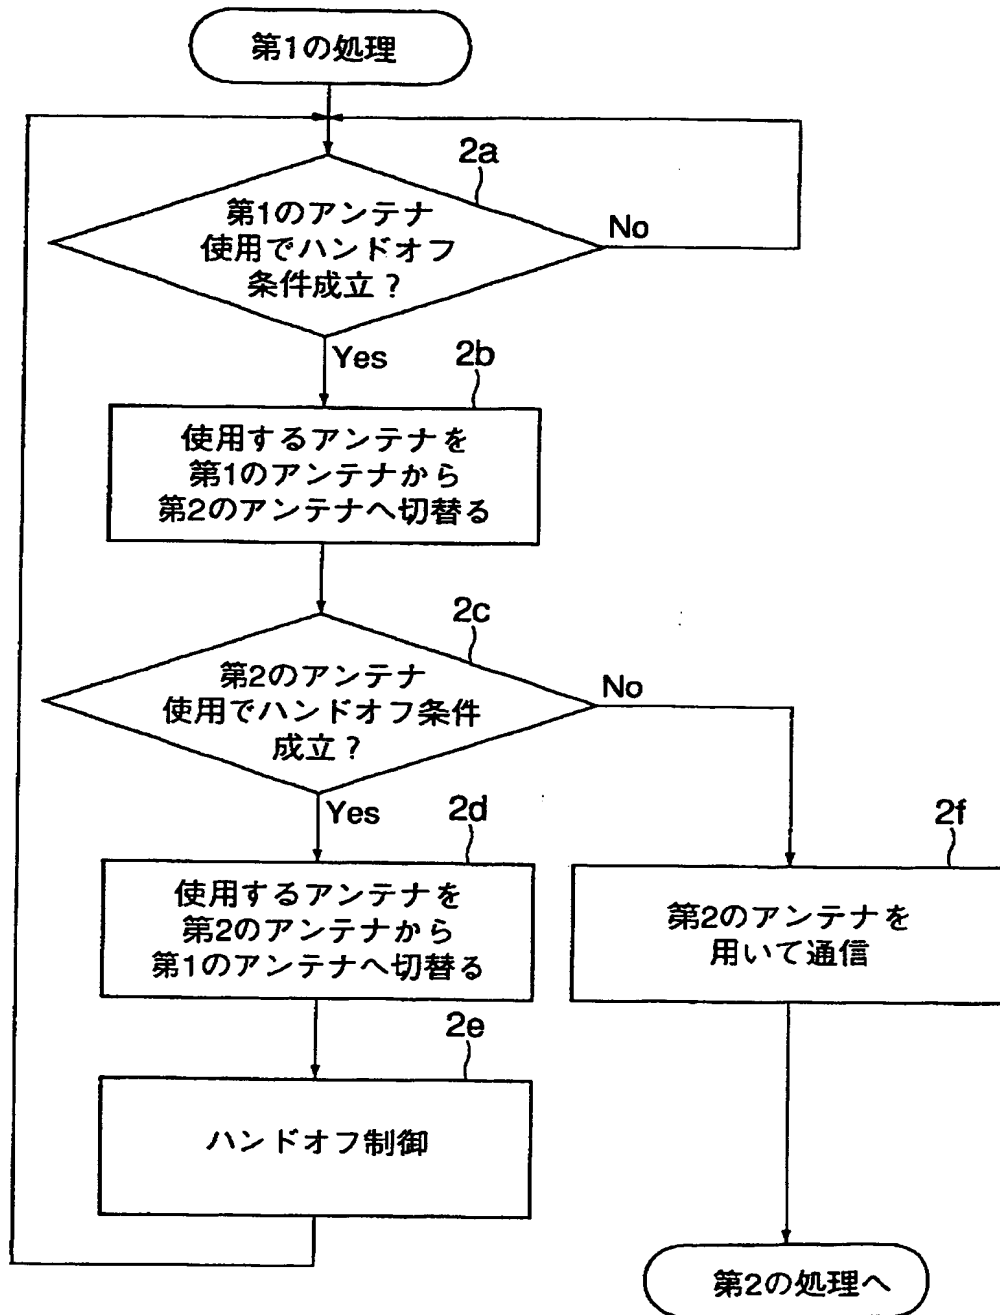 第1の処理
2a
第1のアンテナ
使用でハンドオフ
条件成立？
No
Yes
2b
使用するアンテナを
第1のアンテナから
第2のアンテナへ切替る
2c
第2のアンテナ
使用でハンドオフ条件
成立？
No
Yes
2d
使用するアンテナを
第2のアンテナから
第1のアンテナへ切替る
2f
第2のアンテナを
用いて通信
2e
ハンドオフ制御
第2の処理へ